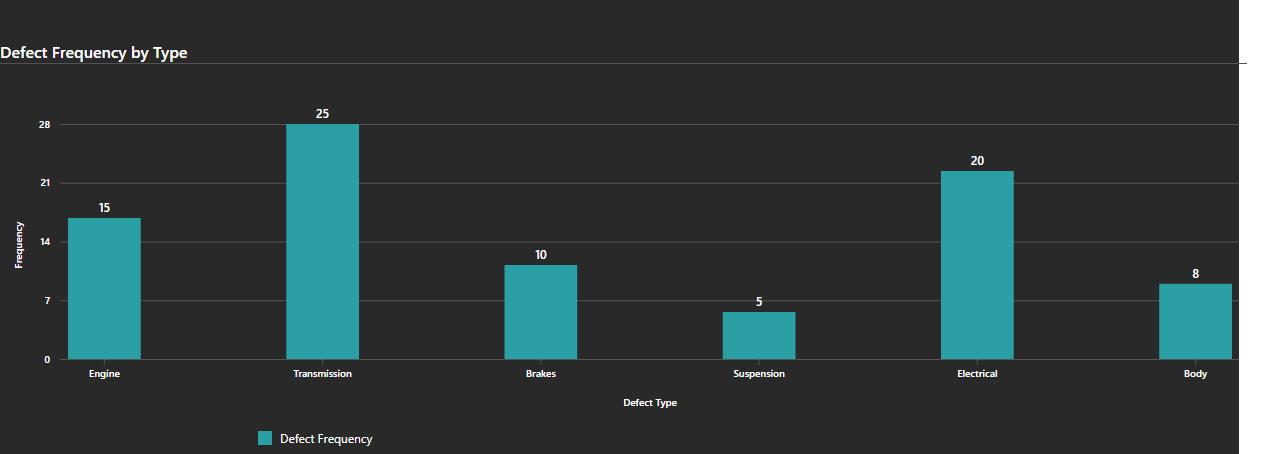 Defect Frequency by Type
25
28
20
21
15
14
10
8
7
5
0
Frequency
Engine Transmission Brakes Suspension Electrical Body
Defect Type
Defect Frequency